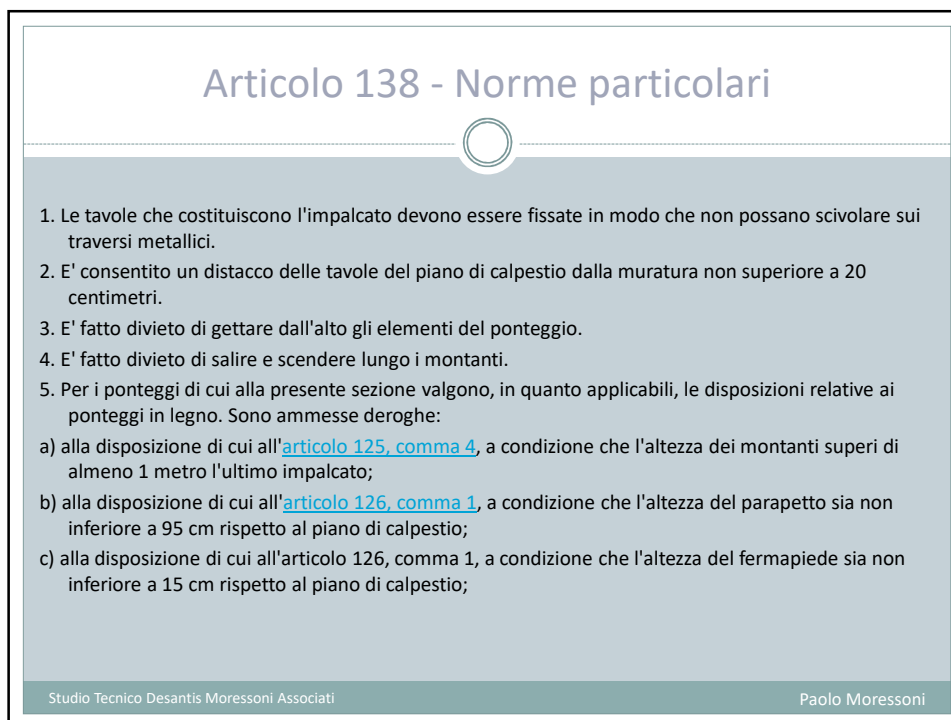 Articolo 138 - Norme particolari
1. Le tavole che costituiscono l'impalcato devono essere fissate in modo che non possano scivolare sui
traversi metallici.
2. E' consentito un distacco delle tavole del piano di calpestio dalla muratura non superiore a 20
centimetri.
3. E' fatto divieto di gettare dall'alto gli elementi del ponteggio.
4. E' fatto divieto di salire e scendere lungo i montanti.
5. Per i ponteggi di cui alla presente sezione valgono, in quanto applicabili, le disposizioni relative ai
ponteggi in legno. Sono ammesse deroghe:
a) alla disposizione di cui all'articolo 125, comma 4, a condizione che l'altezza dei montanti superi di
almeno 1 metro l'ultimo impalcato;
b) alla disposizione di cui all'articolo 126, comma 1, a condizione che l'altezza del parapetto sia non
inferiore a 95 cm rispetto al piano di calpestio;
c) alla disposizione di cui all'articolo 126, comma 1, a condizione che l'altezza del fermapiede sia non
inferiore a 15 cm rispetto al piano di calpestio;
Studio Tecnico Desantis Moressoni Associati
Paolo Moressoni